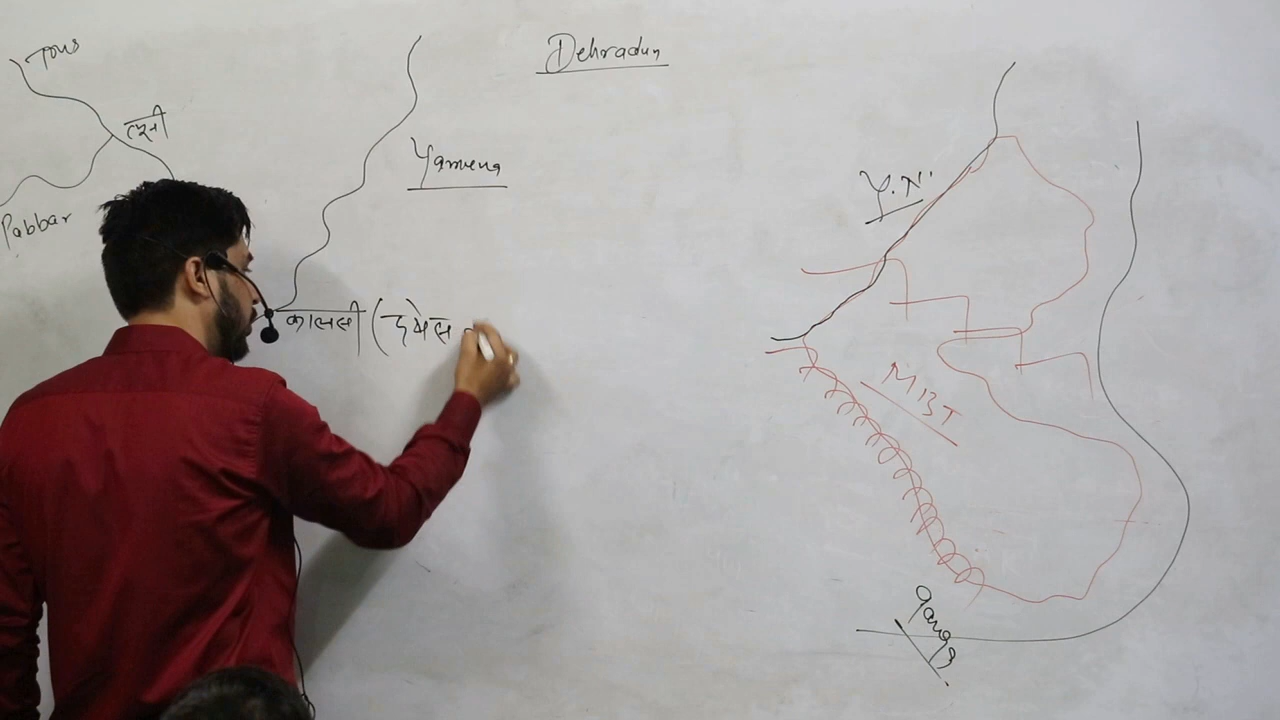 Tons
Dehradun
त्यूनी
Yamuna
Y.N.
Pabbar
कालसी (
MBT
Ganga